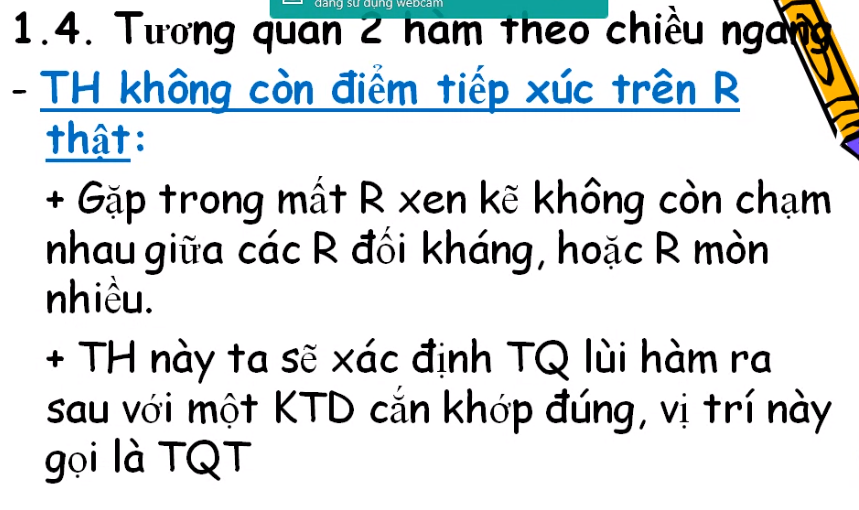 đang sử dụng webcam
1.4. Tương quan 2 hàm theo chiều ngang
- TH không còn điểm tiếp xúc trên R
thật:
+ Gặp trong mất R xen kẽ không còn chạm
nhau giữa các R đối kháng, hoặc R mòn
nhiều.
+ TH này ta sẽ xác định TQ lùi hàm ra
sau với một KTD cắn khớp đúng, vị trí này
gọi là TQT